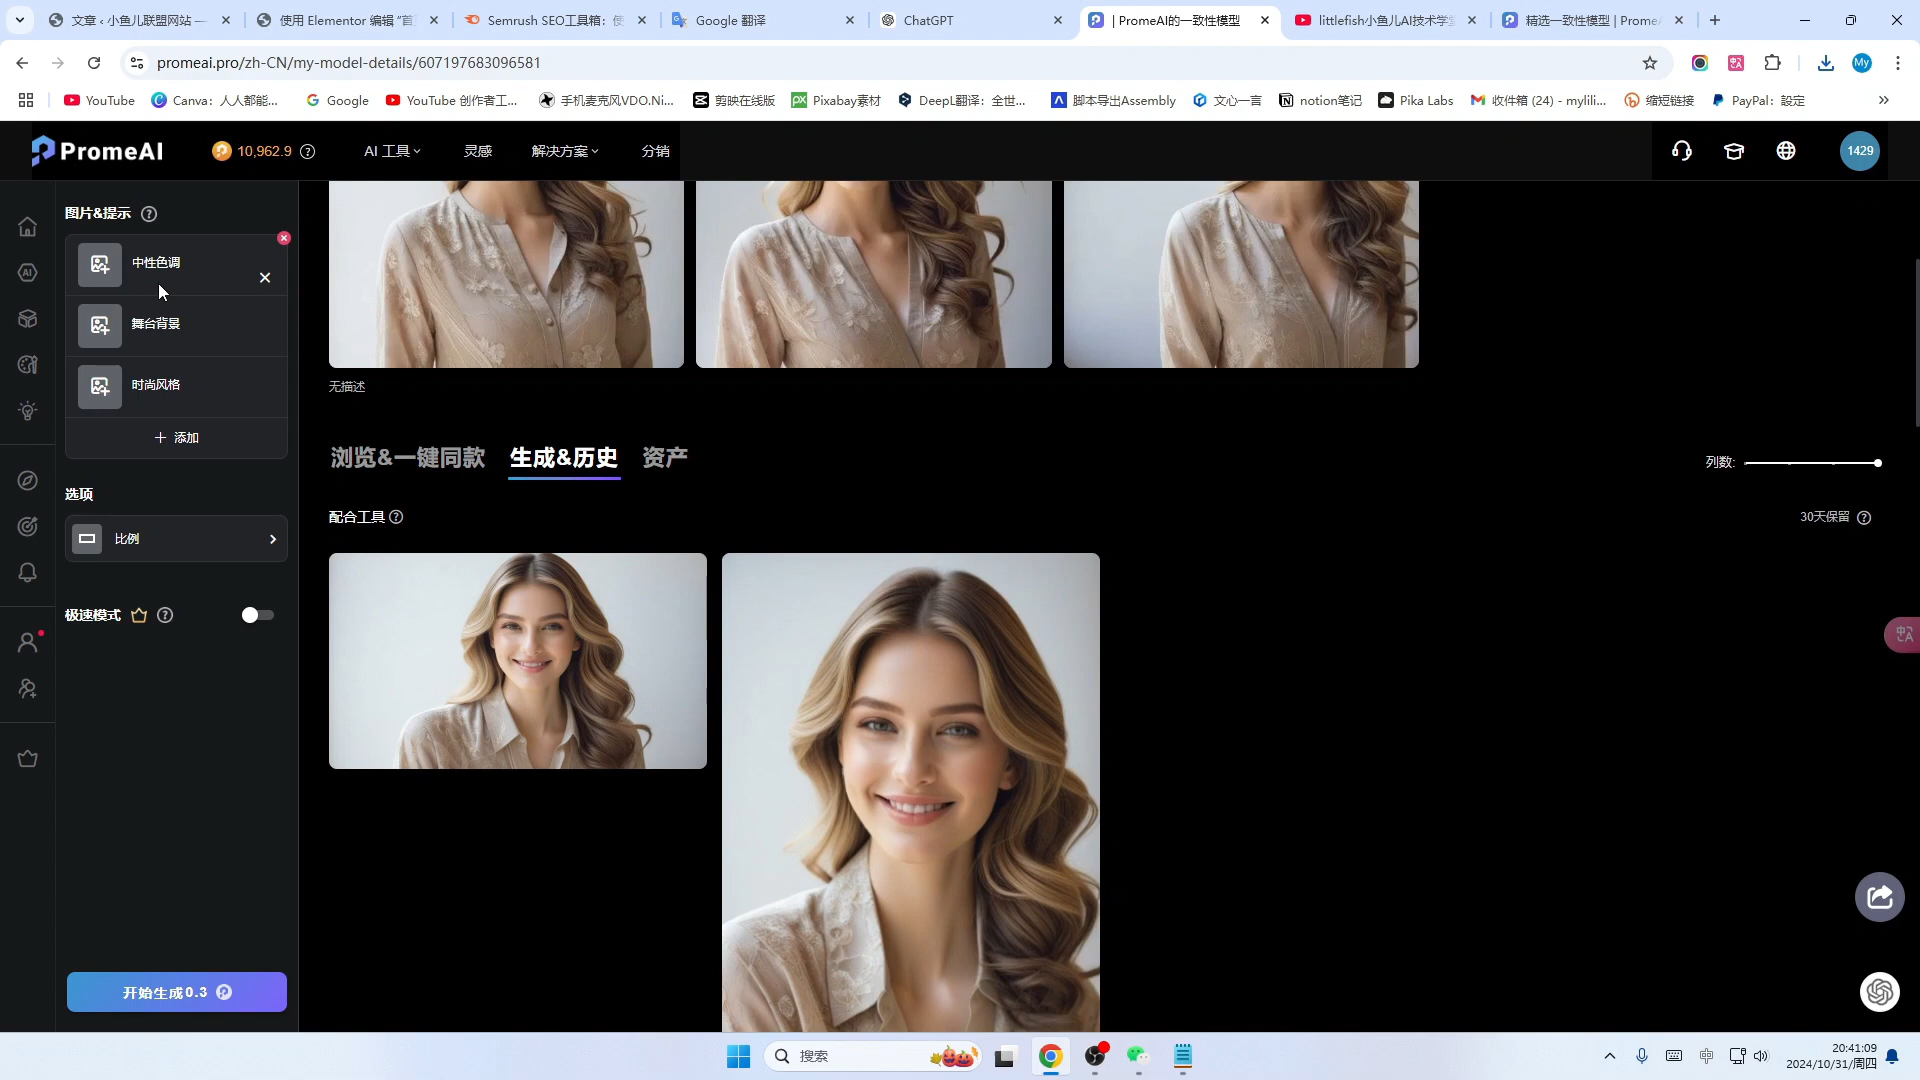 文章 ‹ 小鱼儿联盟网站 —
使用 Elementor 编辑 “首
Semrush SEO工具箱：使
Google 翻译
ChatGPT
| PromeAI的一致性模型
littlefish小鱼儿AI技术学
精选一致性模型 | Prome
promeai.pro/zh-CN/my-model-details/607197683096581
My
YouTube
Canva：人人都能...
Google
YouTube 创作者工...
手机麦克风VDO.Ni...
剪映在线版
Pixabay素材
DeepL翻译：全世...
脚本导出Assembly
文心一言
notion笔记
Pika Labs
收件箱 (24) - mylili...
缩短链接
PayPal：設定
PromeAI
10,962.9
AI 工具
灵感
解决方案
分销
1429
图片&提示
中性色调
舞台背景
时尚风格
添加
选项
比例
极速模式
开始生成0.3
无描述
浏览&一键同款
生成&历史
资产
列数:
配合工具
30天保留
搜索
中
20:41:09
2024/10/31/周四